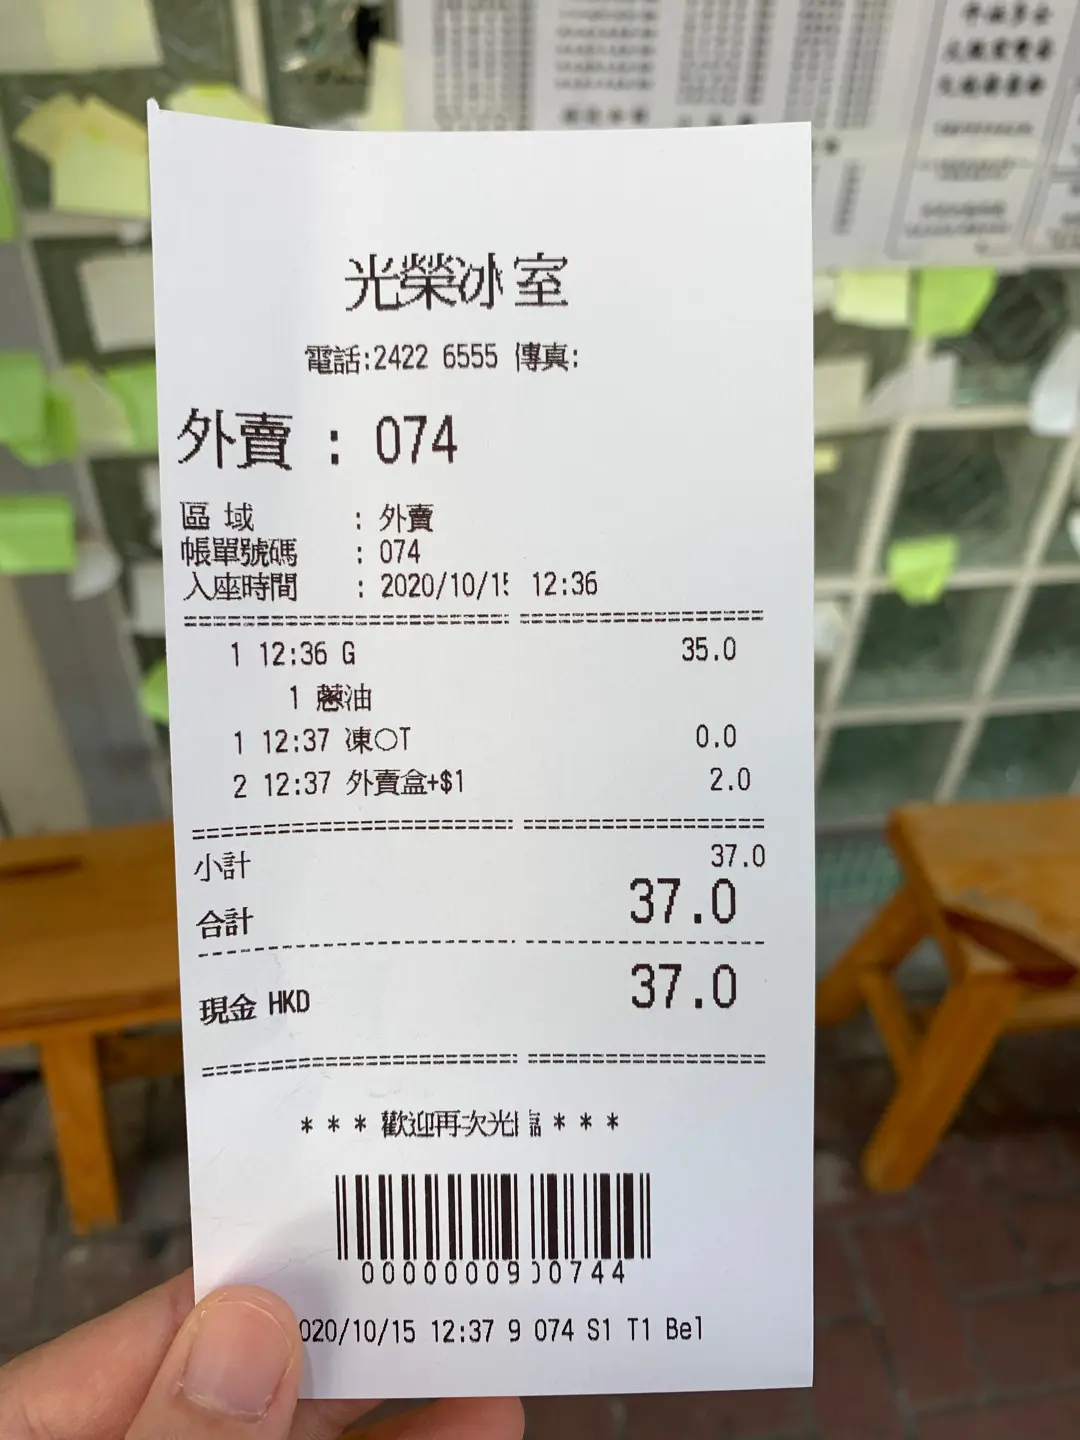 光榮冰室
電話:2422 6555 傳真:
外賣 : 074
區 域 : 外賣
帳單號碼 : 074
入座時間 : 2020/10/15 12:36
1 12:36 G 35.0
1 蔥油
1 12:37 凍○T 0.0
2 12:37 外賣盒+$1 2.0
小計 37.0
合計 37.0
現金 HKD 37.0
* * * 歡迎再次光臨 * * *
0000000900744
020/10/15 12:37 9 074 S1 T1 Bel